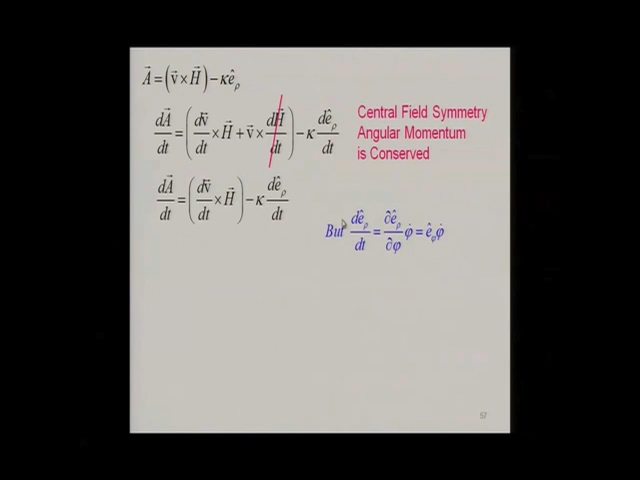 A⃗ = (v⃗ × H⃗) − κê_ρ
dA⃗/dt = (dv⃗/dt × H⃗ + v⃗ × dH⃗/dt) − κ dê_ρ/dt
Central Field Symmetry
Angular Momentum
is Conserved
dA⃗/dt = (dv⃗/dt × H⃗) − κ dê_ρ/dt
But dê_ρ/dt = ∂ê_ρ/∂φ φ̇ = ê_φ φ̇
57